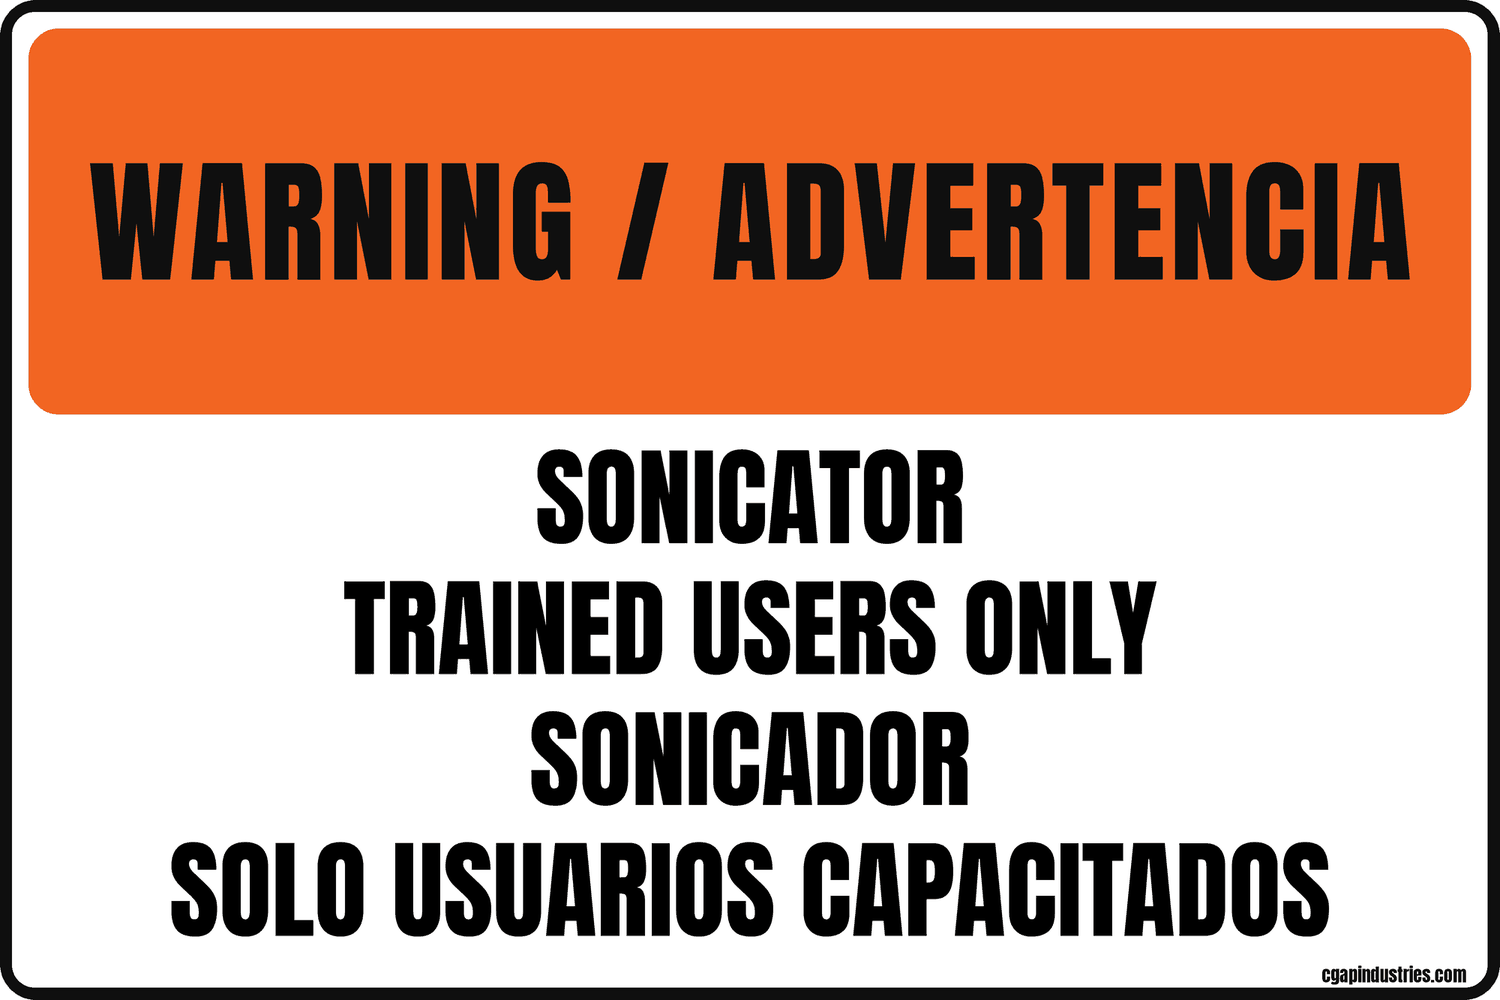 WARNING / ADVERTENCIA
SONICATOR
TRAINED USERS ONLY
SONICADOR
SOLO USUARIOS CAPACITADOS
cgapindustries.com